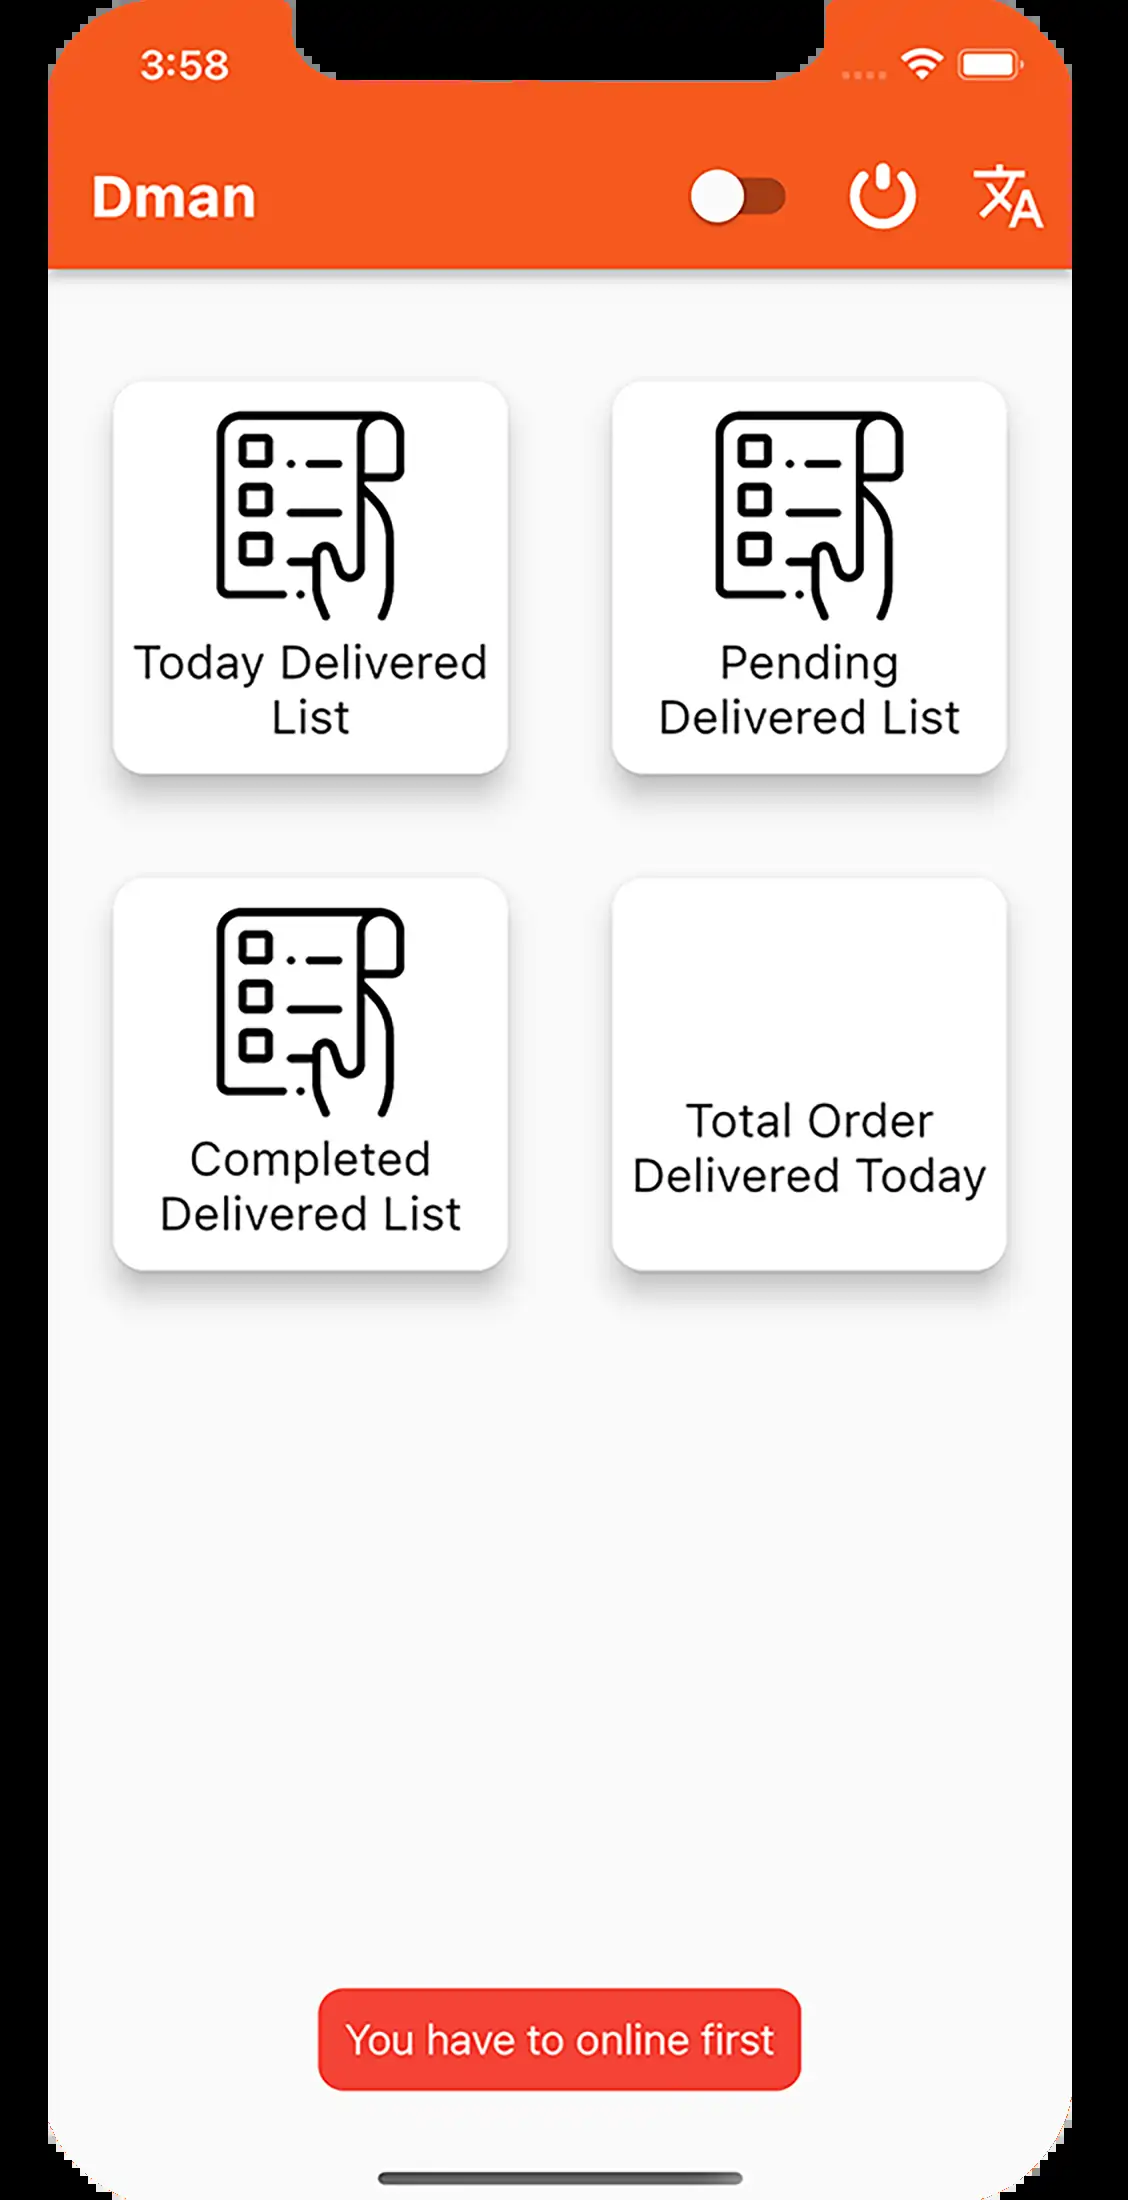 3:58
Dman
Today Delivered
List
Pending
Delivered List
Completed
Delivered List
Total Order
Delivered Today
You have to online first